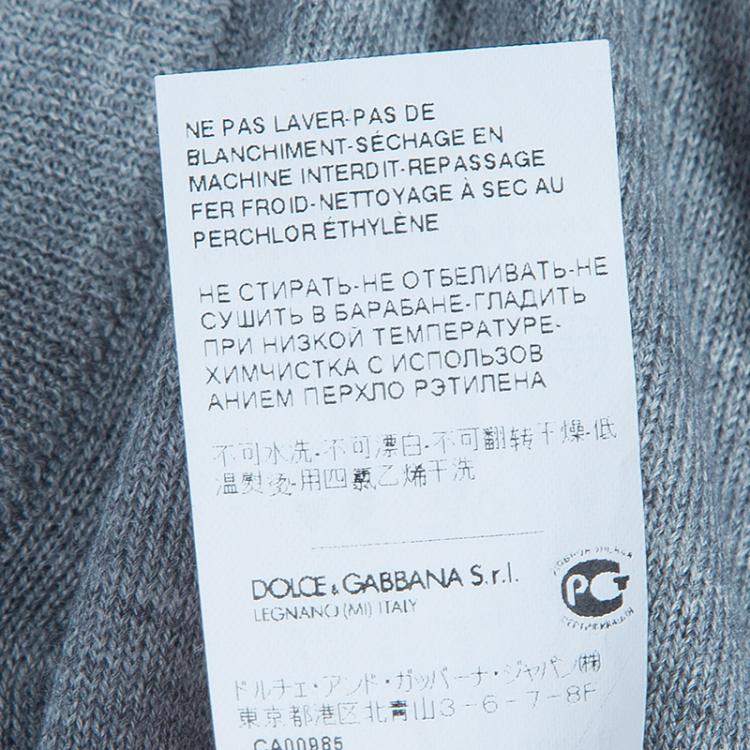 NE PAS LAVER-PAS DE
BLANCHIMENT-SÉCHAGE EN
MACHINE INTERDIT-REPASSAGE
FER FROID-NETTOYAGE À SEC AU
PERCHLOR ÉTHYLÈNE
НЕ СТИРАТЬ-НЕ ОТБЕЛИВАТЬ-НЕ
СУШИТЬ В БАРАБАНЕ-ГЛАДИТЬ
ПРИ НИЗКОЙ ТЕМПЕРАТУРЕ-
ХИМЧИСТКА С ИСПОЛЬЗОВ
АНИЕМ ПЕРХЛО РЭТИЛЕНА
不可水洗-不可漂白-不可翻转干燥-低
温熨烫-用四氯乙烯干洗
DOLCE & GABBANA S.r.l.
LEGNANO (MI) ITALY
РСТ
ドルチェ・アンド・ガッバーナ・ジャパン㈱
東京都港区北青山3-6-7-8F
CA00985